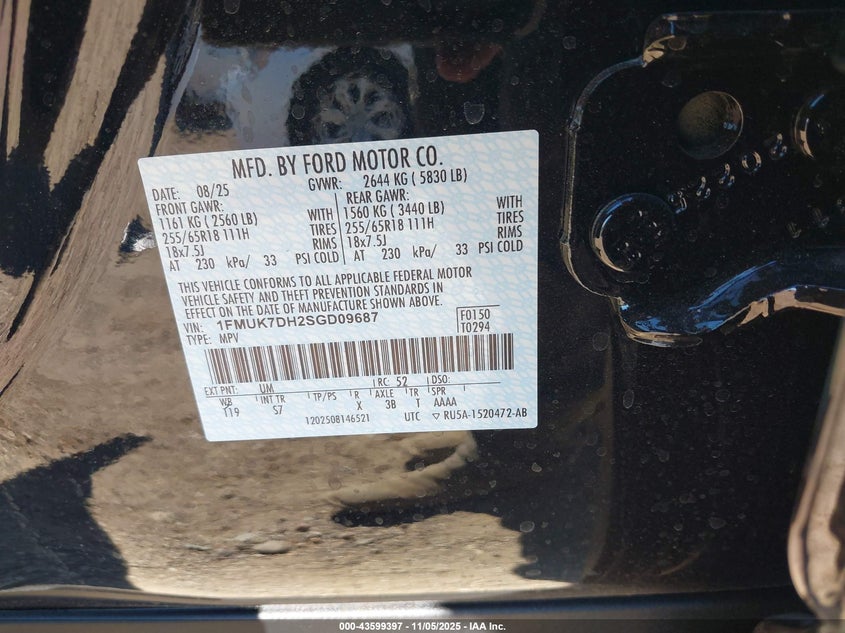 MFD. BY FORD MOTOR CO.
DATE: 08/25 GVWR: 2644 KG ( 5830 LB)
FRONT GAWR: REAR GAWR:
1161 KG ( 2560 LB) WITH 1560 KG ( 3440 LB) WITH
255/65R18 111H TIRES 255/65R18 111H TIRES
18x7.5J RIMS 18x7.5J RIMS
AT 230 kPa/ 33 PSI COLD AT 230 kPa/ 33 PSI COLD
THIS VEHICLE CONFORMS TO ALL APPLICABLE FEDERAL MOTOR
VEHICLE SAFETY AND THEFT PREVENTION STANDARDS IN
EFFECT ON THE DATE OF MANUFACTURE SHOWN ABOVE.
VIN: 1FMUK7DH2SGD09687 F0150
TYPE: MPV T0294
EXT PNT: UM RC: 52 DSO:
WB INT TR TP/PS R AXLE TR SPR
119 S7 X 3B T AAAA
1202508146521 UTC ▽ RU5A-1520472-AB
000-43599397 - 11/05/2025 - IAA Inc.